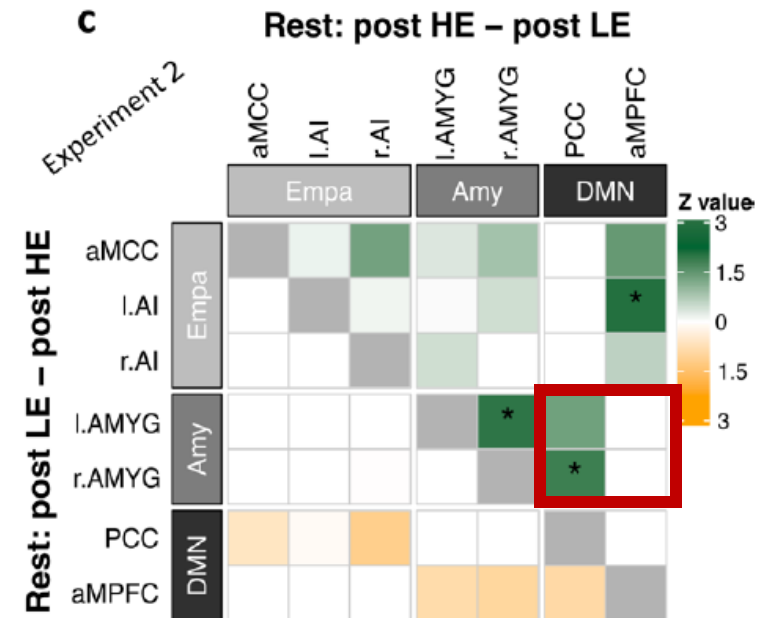 c
Rest: post HE – post LE
Experiment 2
aMCC
l.AI
r.AI
l.AMYG
r.AMYG
PCC
aMPFC
Empa
Amy
DMN
Z value
3
1.5
0
1.5
3
Rest: post LE – post HE
Empa
aMCC
l.AI
*
r.AI
Amy
l.AMYG
*
r.AMYG
*
DMN
PCC
aMPFC